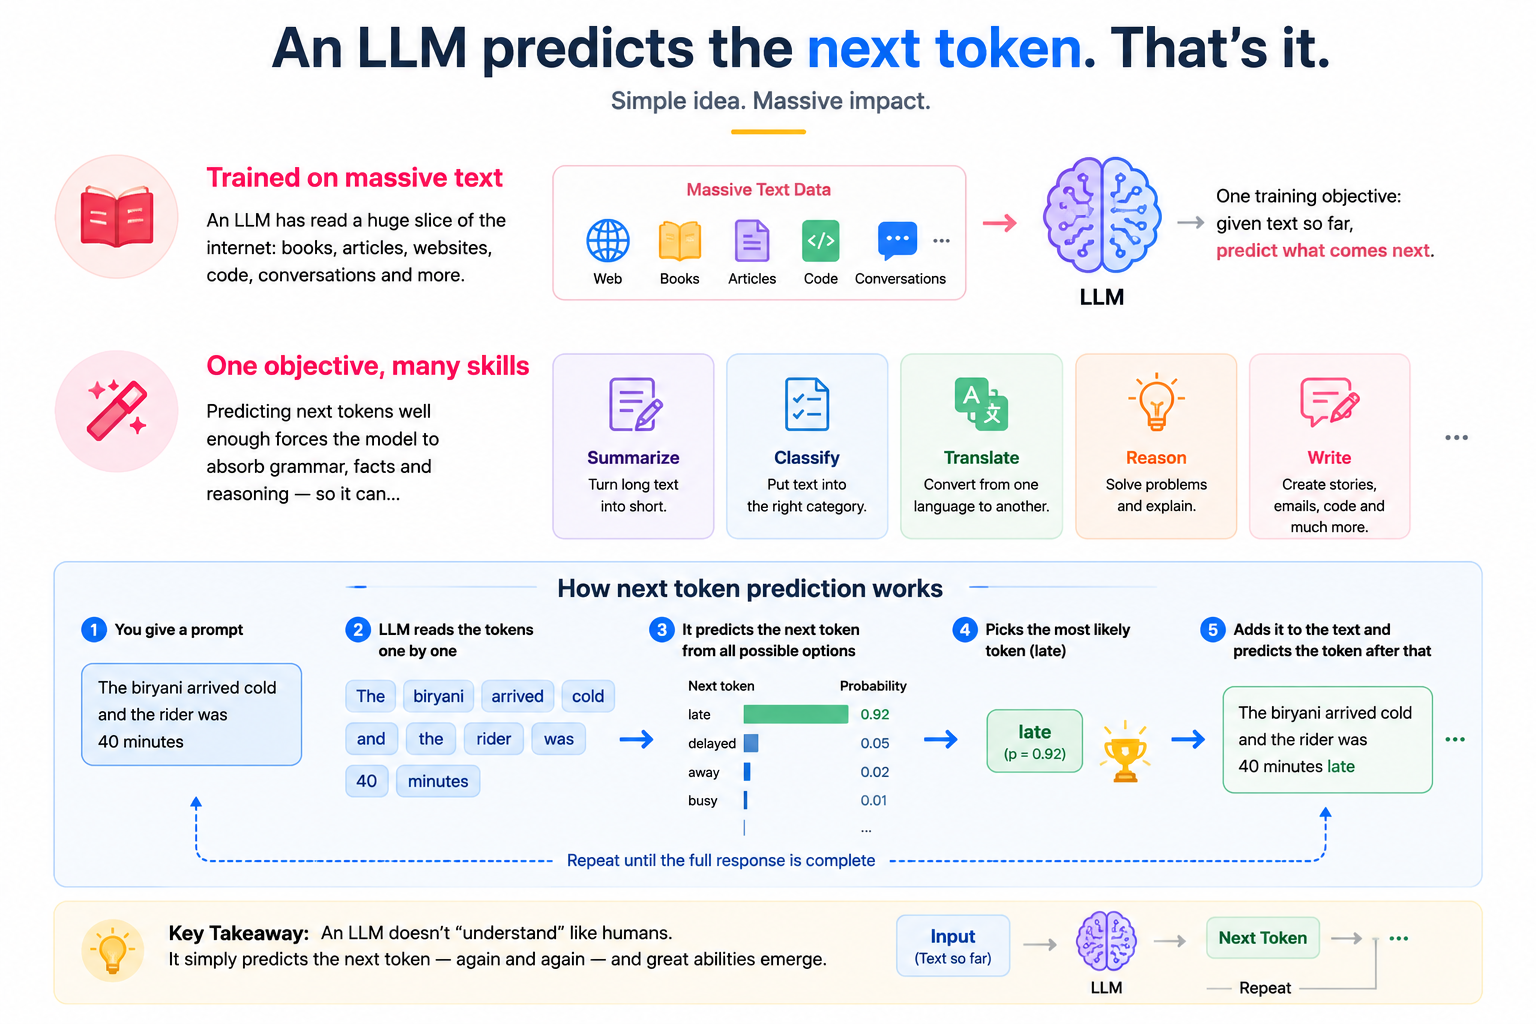 An LLM predicts the next token. That's it.
Simple idea. Massive impact.
Trained on massive text
An LLM has read a huge slice of the
internet: books, articles, websites,
code, conversations and more.
Massive Text Data
Web
Books
Articles
</>
Code
Conversations
...
LLM
One training objective:
given text so far,
predict what comes next.
One objective, many skills
Predicting next tokens well
enough forces the model to
absorb grammar, facts and
reasoning — so it can...
Summarize
Turn long text
into short.
Classify
Put text into
the right category.
A 文
Translate
Convert from one
language to another.
Reason
Solve problems
and explain.
Write
Create stories,
emails, code and
much more.
...
How next token prediction works
1 You give a prompt
The biryani arrived cold
and the rider was
40 minutes
2 LLM reads the tokens
one by one
The biryani arrived cold
and the rider was
40 minutes
3 It predicts the next token
from all possible options
Next token Probability
late 0.92
delayed 0.05
away 0.02
busy 0.01
...
4 Picks the most likely
token (late)
late
(p = 0.92)
5 Adds it to the text and
predicts the token after that
The biryani arrived cold
and the rider was
40 minutes late
...
Repeat until the full response is complete
Key Takeaway: An LLM doesn't "understand" like humans.
It simply predicts the next token — again and again — and great abilities emerge.
Input
(Text so far)
LLM
Next Token
...
Repeat